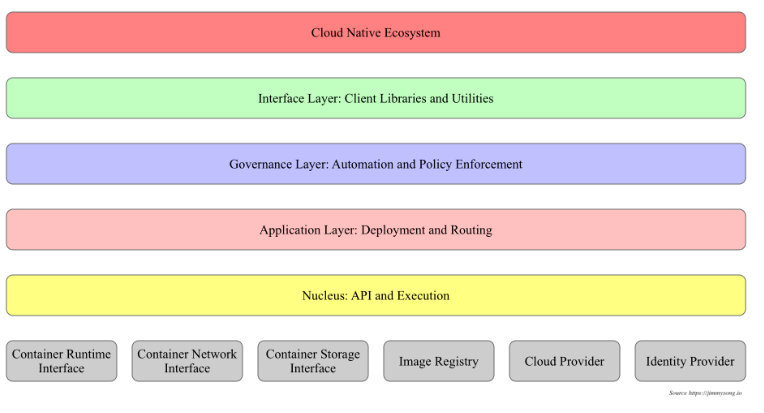 Cloud Native Ecosystem
Interface Layer: Client Libraries and Utilities
Governance Layer: Automation and Policy Enforcement
Application Layer: Deployment and Routing
Nucleus: API and Execution
Container Runtime
Interface
Container Network
Interface
Container Storage
Interface
Image Registry
Cloud Provider
Identity Provider
Source https://jimmysong.io